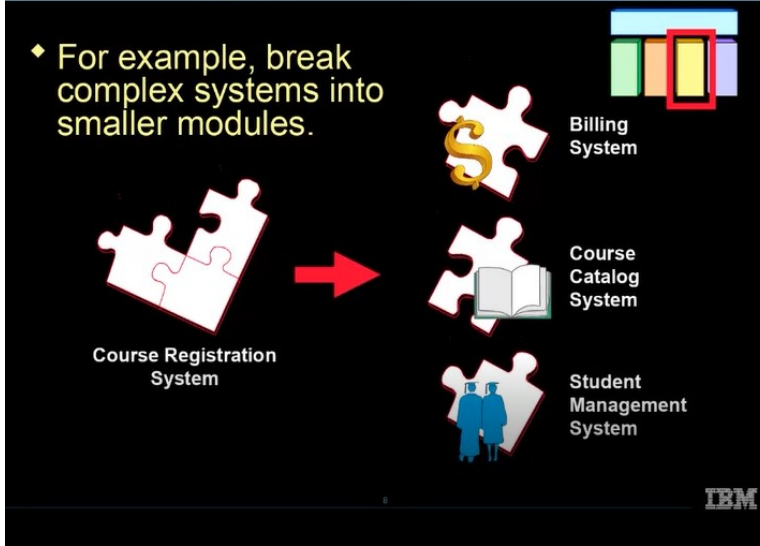 For example, break
complex systems into
smaller modules.
Billing
System
Course
Catalog
System
Course Registration
System
Student
Management
System
IBM